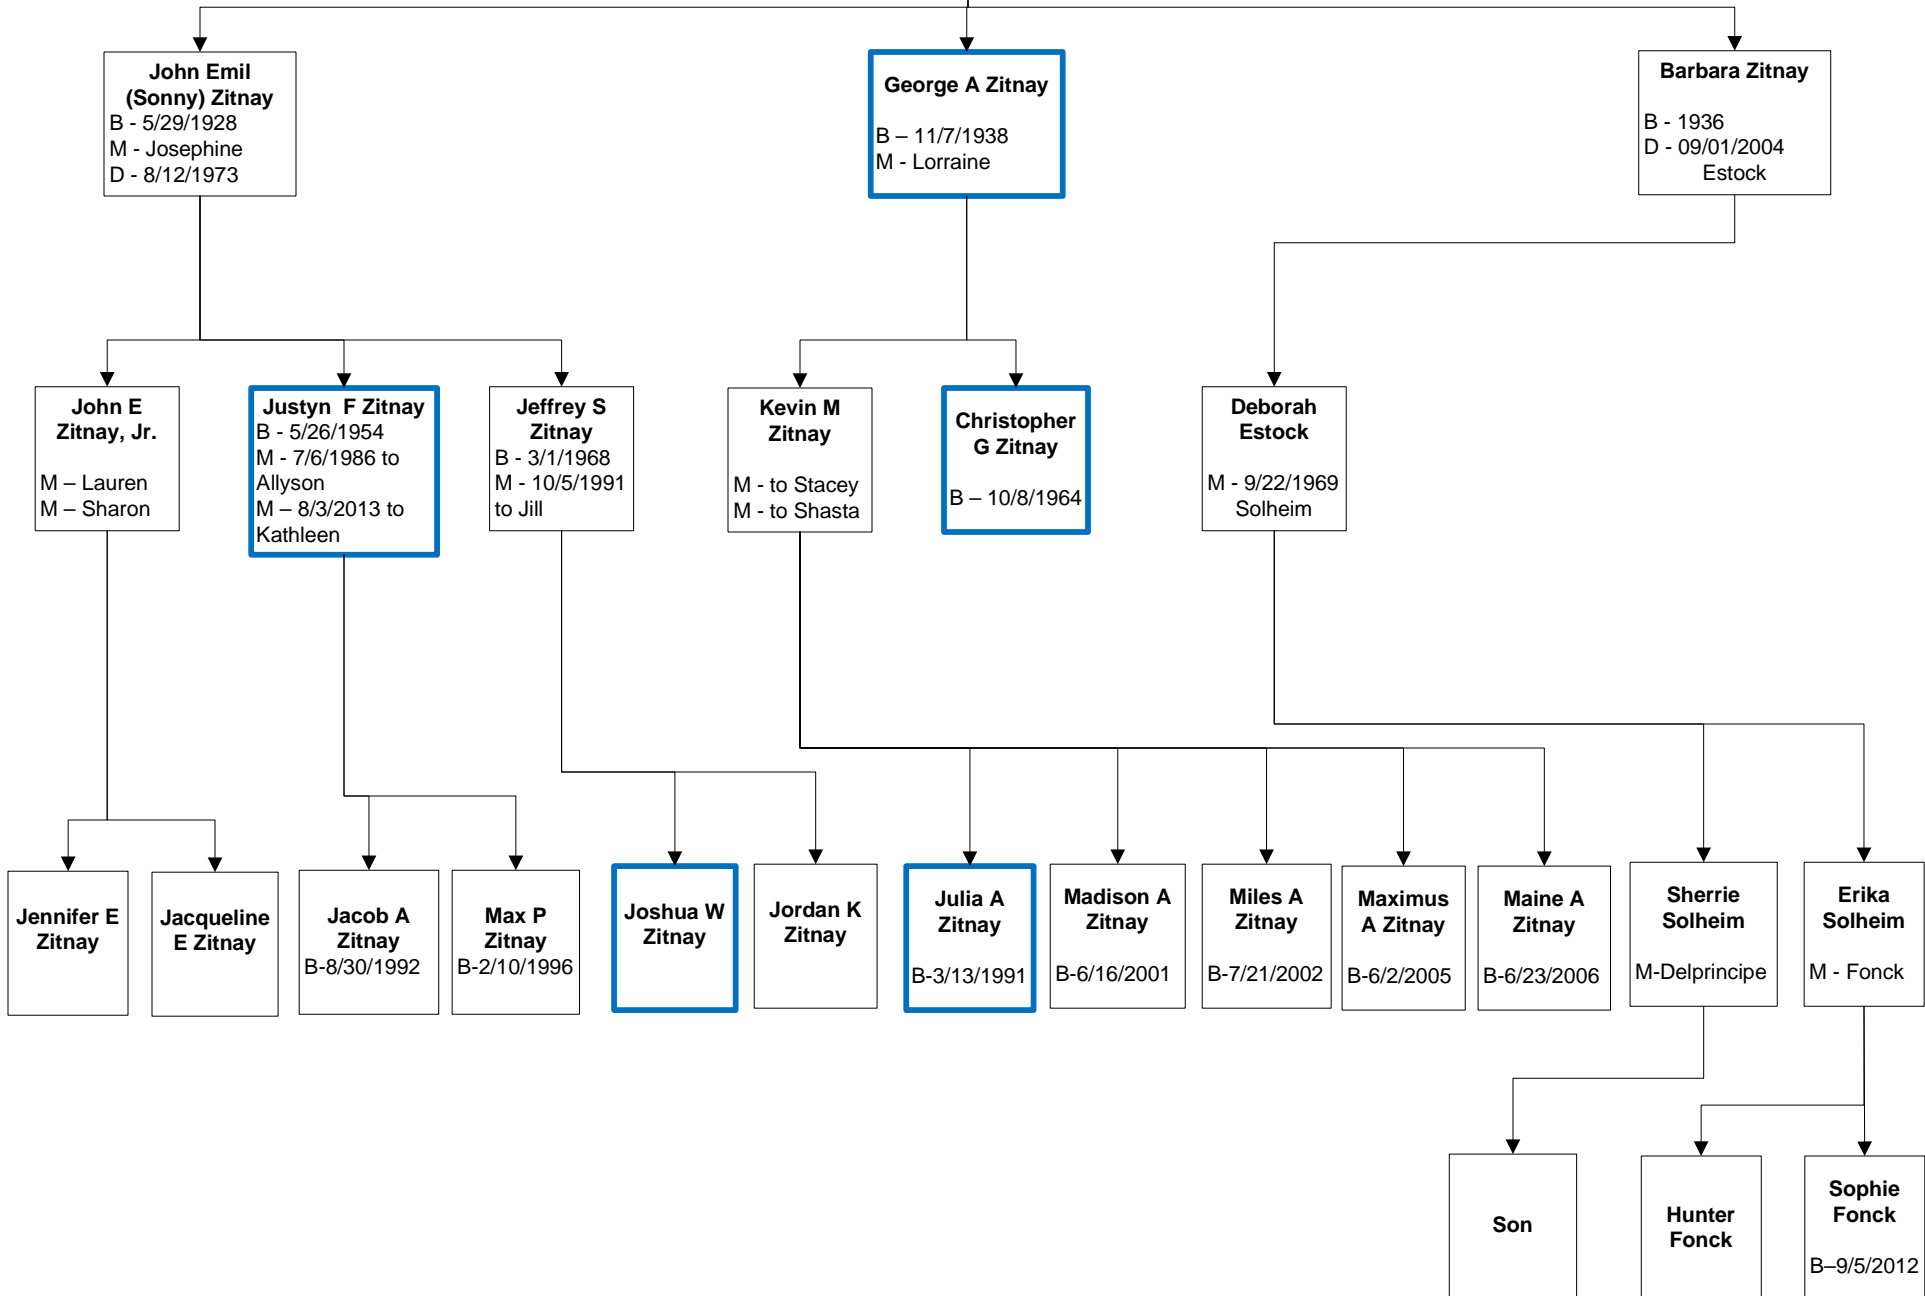 John Emil
(Sonny) Zitnay
B - 5/29/1928
M - Josephine
D - 8/12/1973
George A Zitnay
B – 11/7/1938
M - Lorraine
Barbara Zitnay
B - 1936
D - 09/01/2004
Estock
John E
Zitnay, Jr.
M – Lauren
M – Sharon
Justyn F Zitnay
B - 5/26/1954
M - 7/6/1986 to
Allyson
M – 8/3/2013 to
Kathleen
Jeffrey S
Zitnay
B - 3/1/1968
M - 10/5/1991
to Jill
Kevin M
Zitnay
M - to Stacey
M - to Shasta
Christopher
G Zitnay
B – 10/8/1964
Deborah
Estock
M - 9/22/1969
Solheim
Jennifer E
Zitnay
Jacqueline
E Zitnay
Jacob A
Zitnay
B-8/30/1992
Max P
Zitnay
B-2/10/1996
Joshua W
Zitnay
Jordan K
Zitnay
Julia A
Zitnay
B-3/13/1991
Madison A
Zitnay
B-6/16/2001
Miles A
Zitnay
B-7/21/2002
Maximus
A Zitnay
B-6/2/2005
Maine A
Zitnay
B-6/23/2006
Sherrie
Solheim
M-Delprincipe
Erika
Solheim
M - Fonck
Son
Hunter
Fonck
Sophie
Fonck
B–9/5/2012